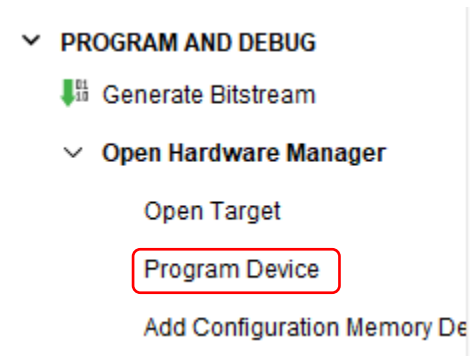 PROGRAM AND DEBUG
Generate Bitstream
Open Hardware Manager
Open Target
Program Device
Add Configuration Memory De